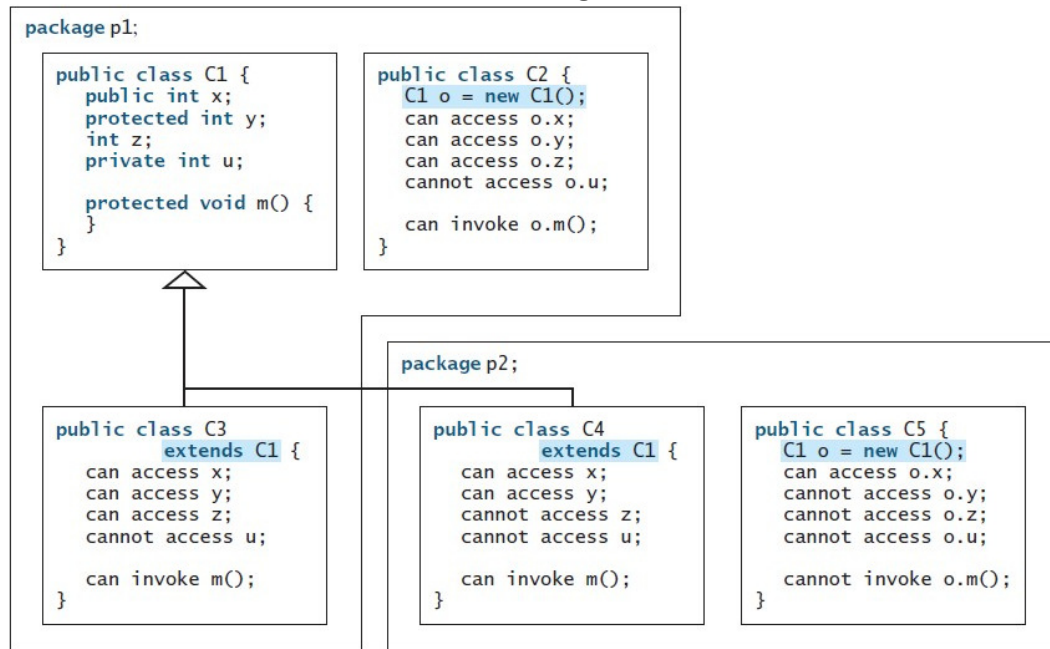 package p1;
public class C1 {
public int x;
protected int y;
int z;
private int u;
protected void m() {
}
}
public class C2 {
C1 o = new C1();
can access o.x;
can access o.y;
can access o.z;
cannot access o.u;
can invoke o.m();
}
package p2;
public class C3
extends C1 {
can access x;
can access y;
can access z;
cannot access u;
can invoke m();
}
public class C4
extends C1 {
can access x;
can access y;
cannot access z;
cannot access u;
can invoke m();
}
public class C5 {
C1 o = new C1();
can access o.x;
cannot access o.y;
cannot access o.z;
cannot access o.u;
cannot invoke o.m();
}